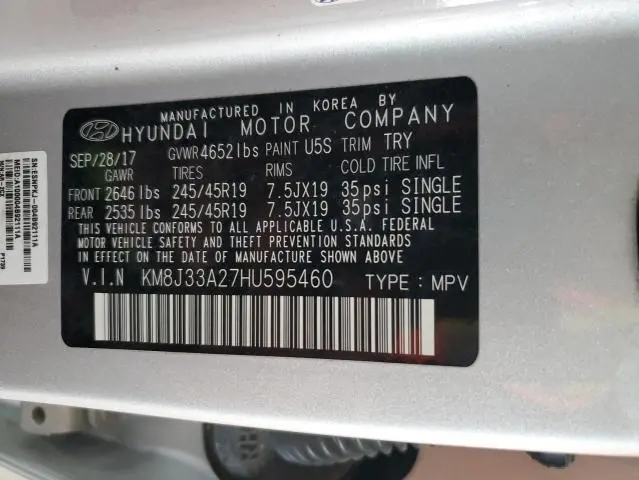 MANUFACTURED IN KOREA BY
HYUNDAI MOTOR COMPANY
SEP/28/17 GVWR 4652lbs PAINT U5S TRIM TRY
GAWR TIRES RIMS COLD TIRE INFL
FRONT 2646 lbs 245/45R19 7.5JX19 35psi SINGLE
REAR 2535 lbs 245/45R19 7.5JX19 35psi SINGLE
THIS VEHICLE CONFORMS TO ALL APPLICABLE U.S.A. FEDERAL
MOTOR VEHICLE SAFETY, BUMPER, AND THEFT PREVENTION STANDARDS
IN EFFECT ON THE DATE OF MANUFACTURE SHOWN ABOVE.
V.I.N KM8J33A27HU595460 TYPE : MPV
P1739